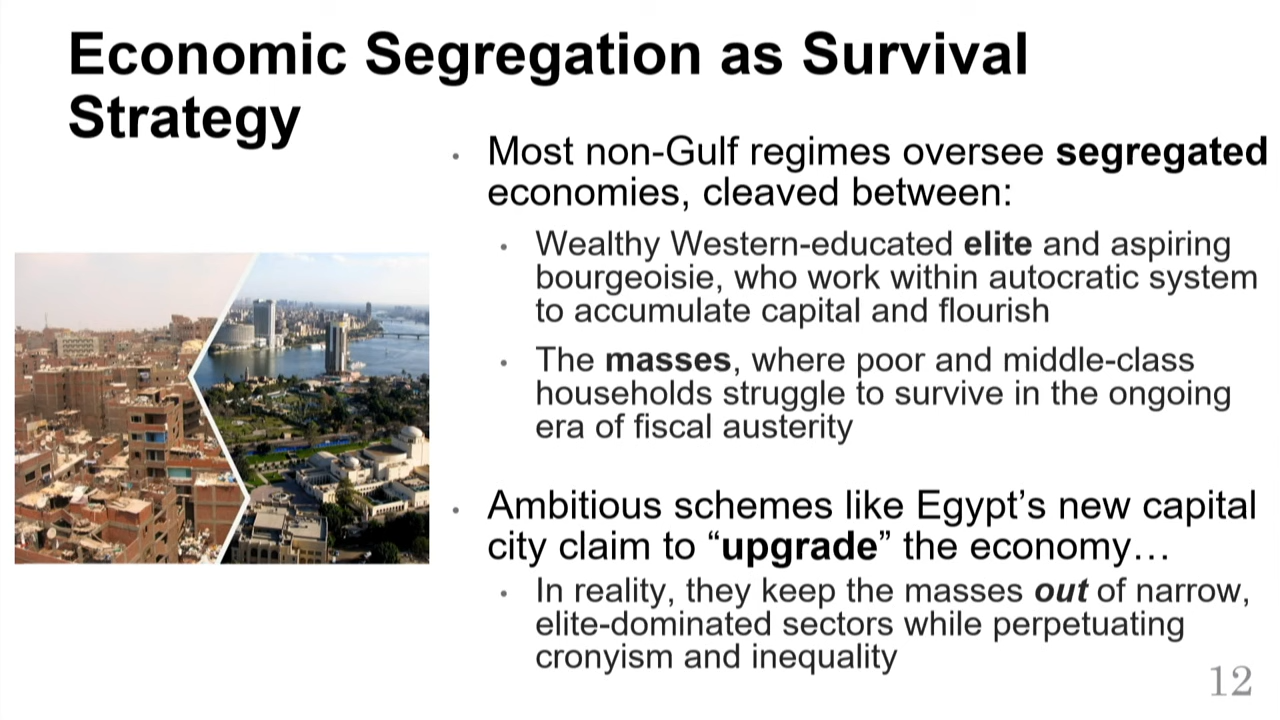 Economic Segregation as Survival
Strategy
• Most non-Gulf regimes oversee segregated
economies, cleaved between:
• Wealthy Western-educated elite and aspiring
bourgeoisie, who work within autocratic system
to accumulate capital and flourish
• The masses, where poor and middle-class
households struggle to survive in the ongoing
era of fiscal austerity
• Ambitious schemes like Egypt’s new capital
city claim to “upgrade” the economy…
• In reality, they keep the masses out of narrow,
elite-dominated sectors while perpetuating
cronyism and inequality
12